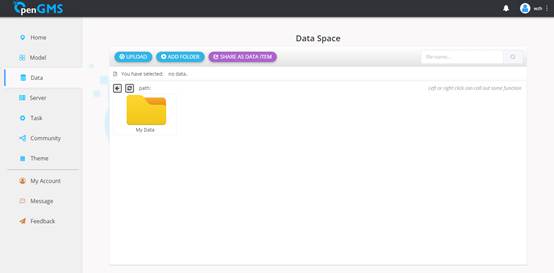 OpenGMS
wzh
Home
Model
Data
Server
Task
Community
Theme
My Account
Message
Feedback
Data Space
UPLOAD ADD FOLDER SHARE AS DATA ITEM
file name...
You have selected: no data.
path:
Left or right click can call out some function
My Data